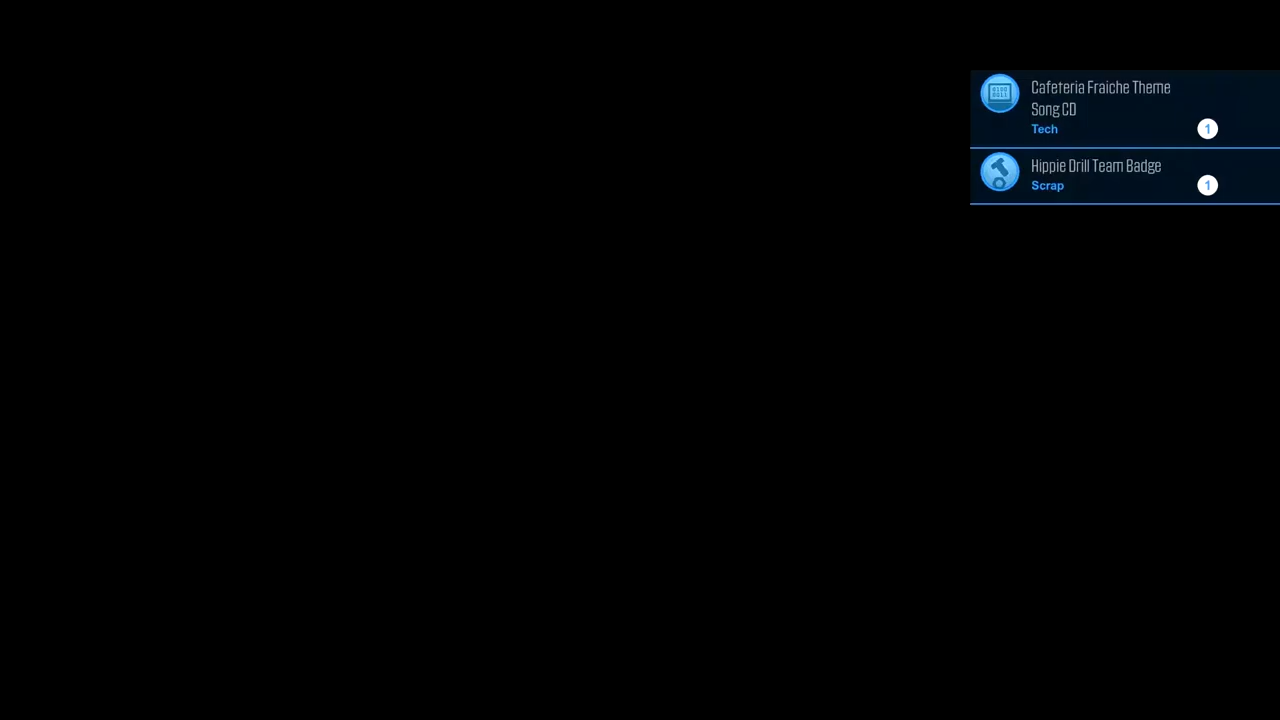 Cafeteria Fraiche Theme
Song CD
Tech
1
Hippie Drill Team Badge
Scrap
1